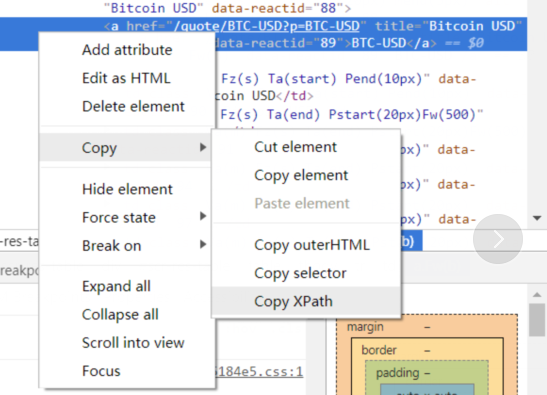 "Bitcoin USD" data-reactid="88">
<a href="/quote/BTC-USD?p=BTC-USD" title="Bitcoin USD"
data-reactid="89">BTC-USD</a> == $0
Add attribute
Edit as HTML
Delete element
Copy
Hide element
Force state
Break on
Expand all
Collapse all
Scroll into view
Focus
Fz(s) Ta(start) Pend(10px)" data-
coin USD</td>
Fz(s) Ta(end) Pstart(20px)Fw(500)"
Cut element
Copy element
Paste element
Copy outerHTML
Copy selector
Copy XPath
px)" data-
px)" data-
px)" data-
-res-ta
b)
reakpo
184e5.css:1
margin –
border –
padding –